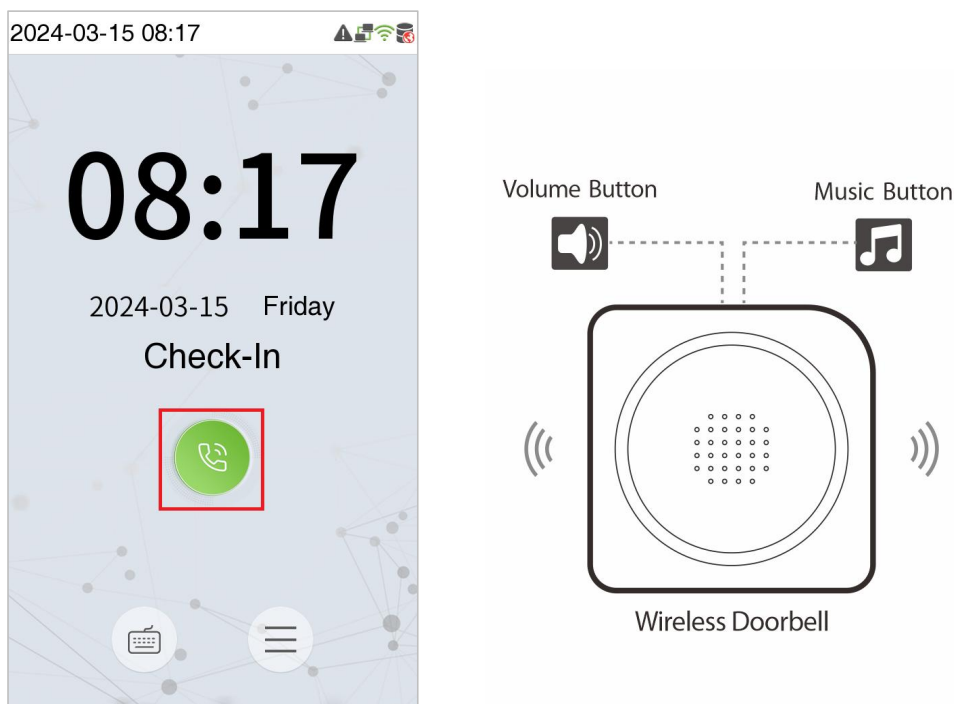 2024-03-15 08:17
08:17
2024-03-15 Friday
Check-In
Volume Button
Music Button
Wireless Doorbell